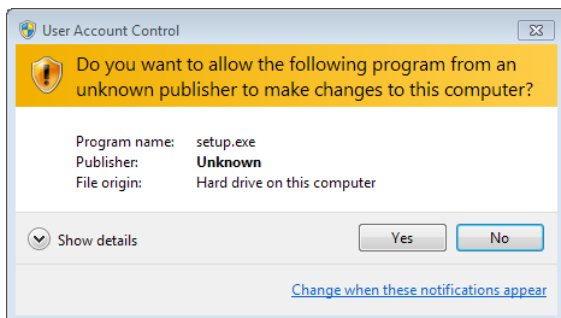 User Account Control
Do you want to allow the following program from an
unknown publisher to make changes to this computer?
Program name: setup.exe
Publisher: Unknown
File origin: Hard drive on this computer
Show details
Yes
No
Change when these notifications appear